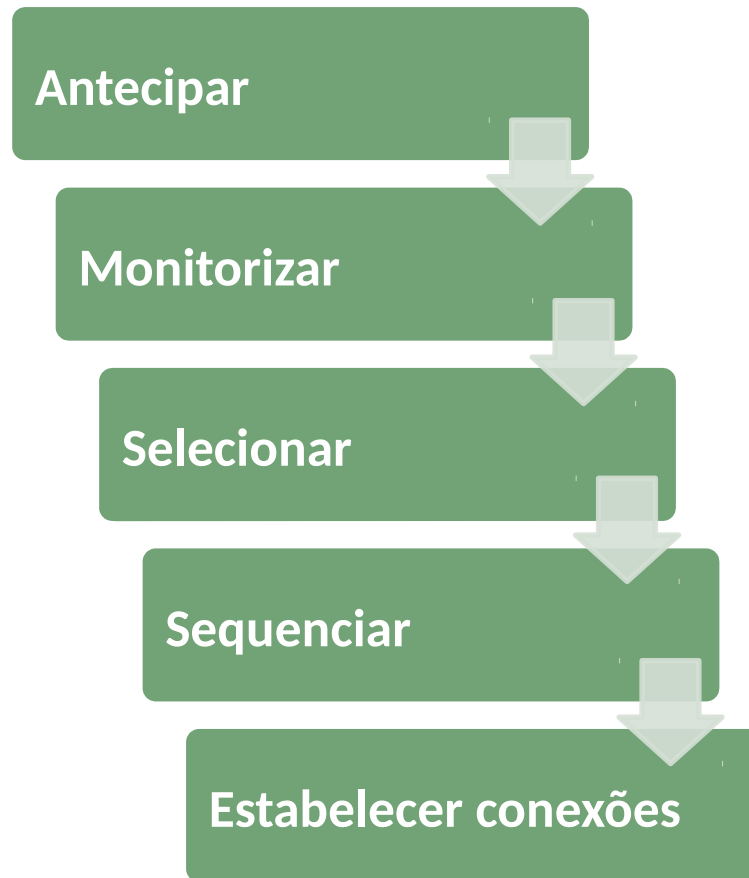 Antecipar
Monitorizar
Selecionar
Sequenciar
Estabelecer conexões